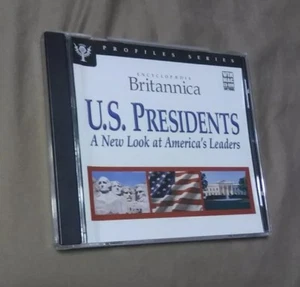 PROFILES SERIES
ENCYCLOPÆDIA
Britannica
U.S. PRESIDENTS
A New Look at America's Leaders